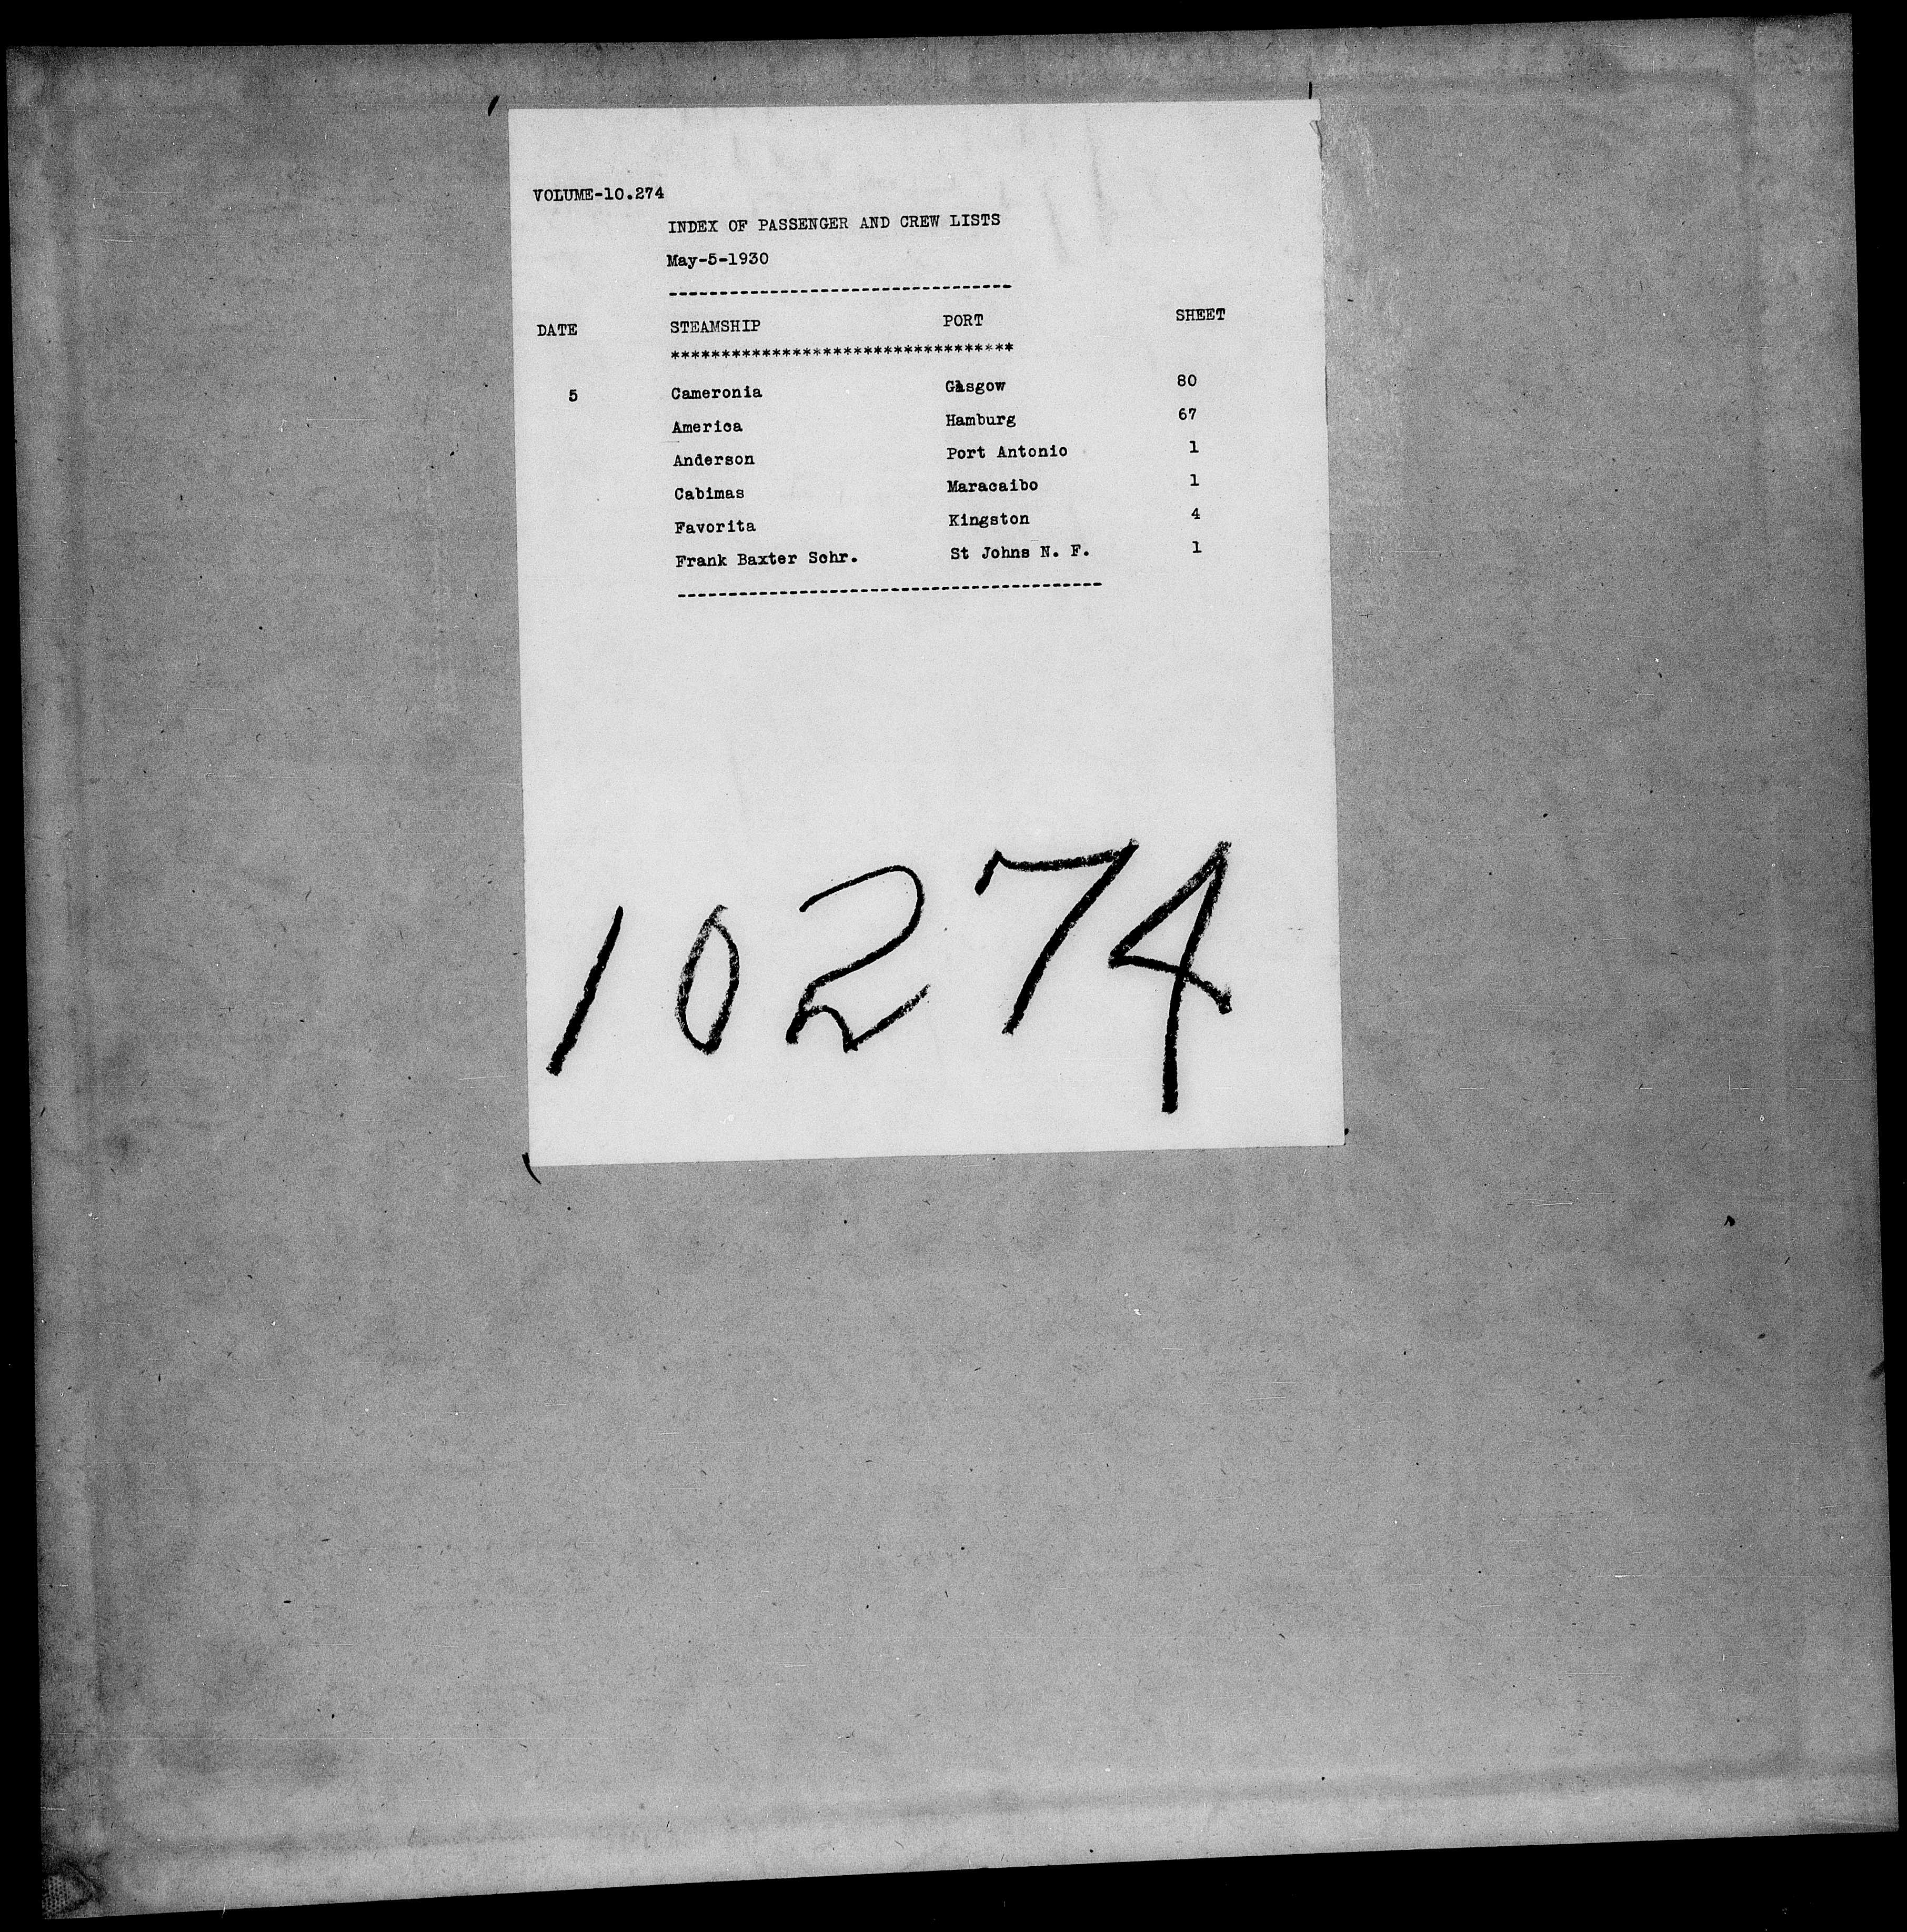 VOLUME-10.274
INDEX OF PASSENGER AND CREW LISTS
May-5-1930
----------------------------------
DATE STEAMSHIP PORT SHEET
**********************************
5 Cameronia Glasgow 80
America Hamburg 67
Anderson Port Antonio 1
Cabimas Maracaibo 1
Favorita Kingston 4
Frank Baxter Schr. St Johns N. F. 1
------------------------------------------
10274